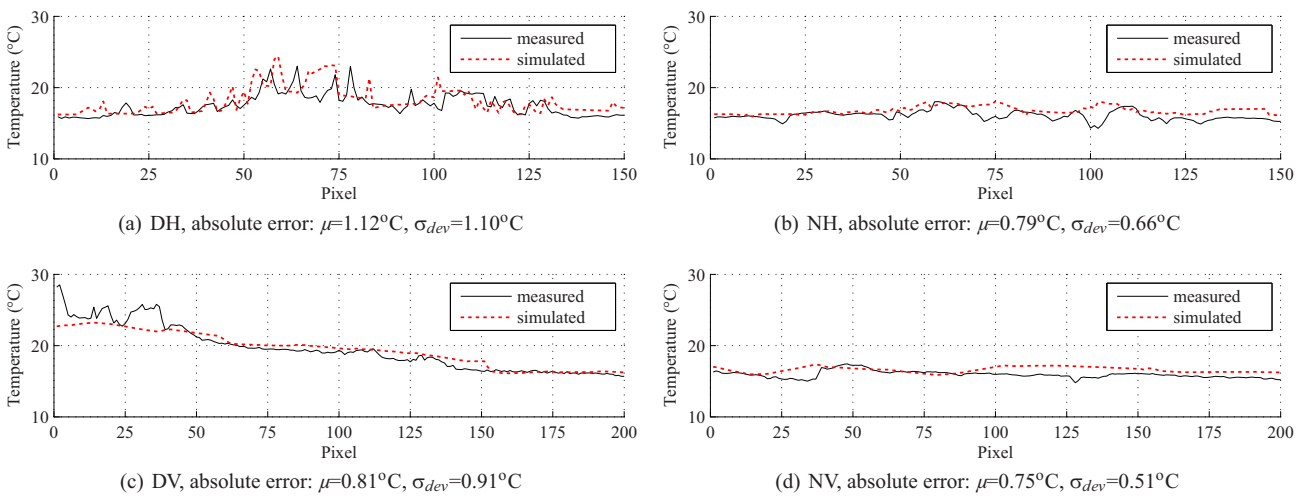 Temperature (°C)
30
20
10
measured
simulated
0 25 50 75 100 125 150
Pixel
(a) DH, absolute error: μ=1.12°C, σdev=1.10°C
Temperature (°C)
30
20
10
measured
simulated
0 25 50 75 100 125 150
Pixel
(b) NH, absolute error: μ=0.79°C, σdev=0.66°C
Temperature (°C)
30
20
10
measured
simulated
0 25 50 75 100 125 150 175 200
Pixel
(c) DV, absolute error: μ=0.81°C, σdev=0.91°C
Temperature (°C)
30
20
10
measured
simulated
0 25 50 75 100 125 150 175 200
Pixel
(d) NV, absolute error: μ=0.75°C, σdev=0.51°C